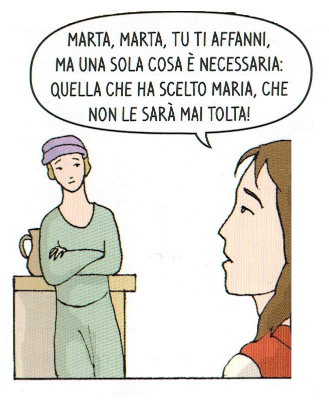 MARTA, MARTA, TU TI AFFANNI,
MA UNA SOLA COSA È NECESSARIA:
QUELLA CHE HA SCELTO MARIA, CHE
NON LE SARÀ MAI TOLTA!